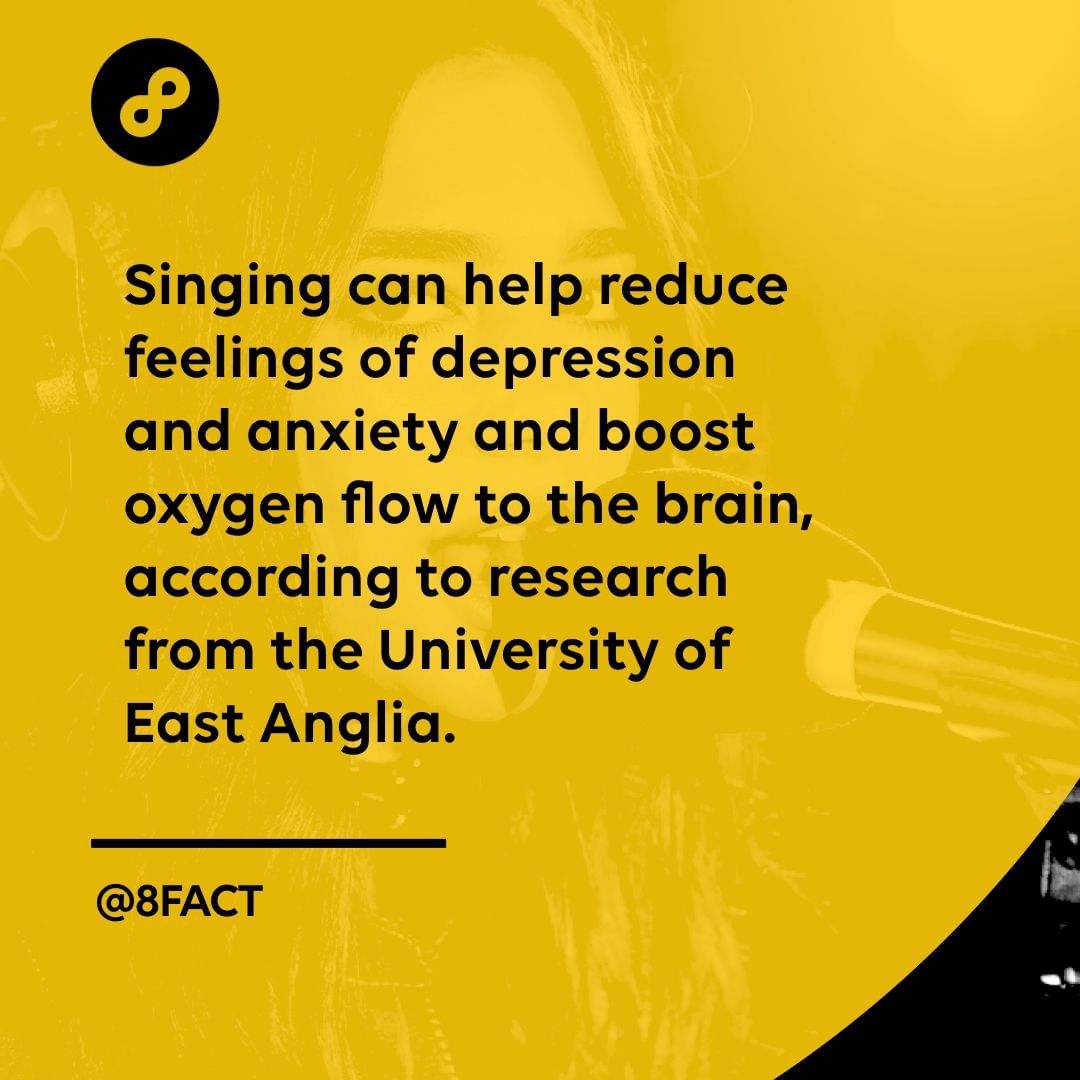 Singing can help reduce
feelings of depression
and anxiety and boost
oxygen flow to the brain,
according to research
from the University of
East Anglia.
@8FACT